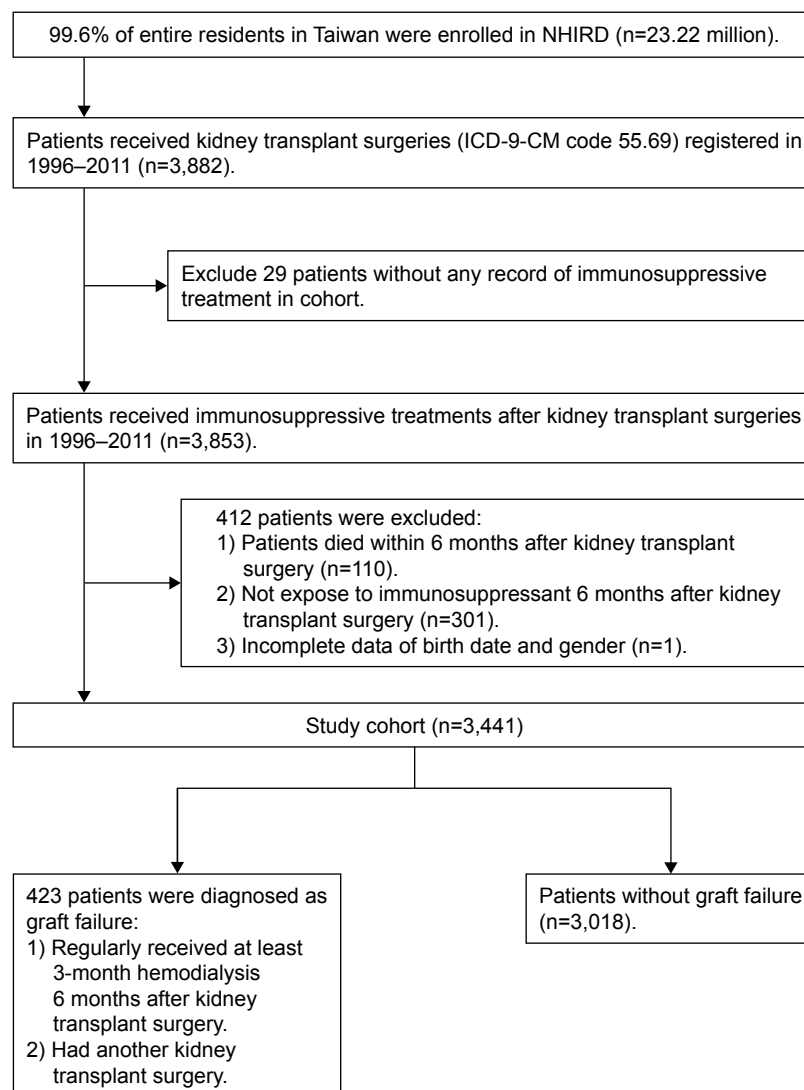 99.6% of entire residents in Taiwan were enrolled in NHIRD (n=23.22 million).
Patients received kidney transplant surgeries (ICD-9-CM code 55.69) registered in
1996–2011 (n=3,882).
Exclude 29 patients without any record of immunosuppressive
treatment in cohort.
Patients received immunosuppressive treatments after kidney transplant surgeries
in 1996–2011 (n=3,853).
412 patients were excluded:
1) Patients died within 6 months after kidney transplant
surgery (n=110).
2) Not expose to immunosuppressant 6 months after kidney
transplant surgery (n=301).
3) Incomplete data of birth date and gender (n=1).
Study cohort (n=3,441)
423 patients were diagnosed as
graft failure:
1) Regularly received at least
3-month hemodialysis
6 months after kidney
transplant surgery.
2) Had another kidney
transplant surgery.
Patients without graft failure
(n=3,018).